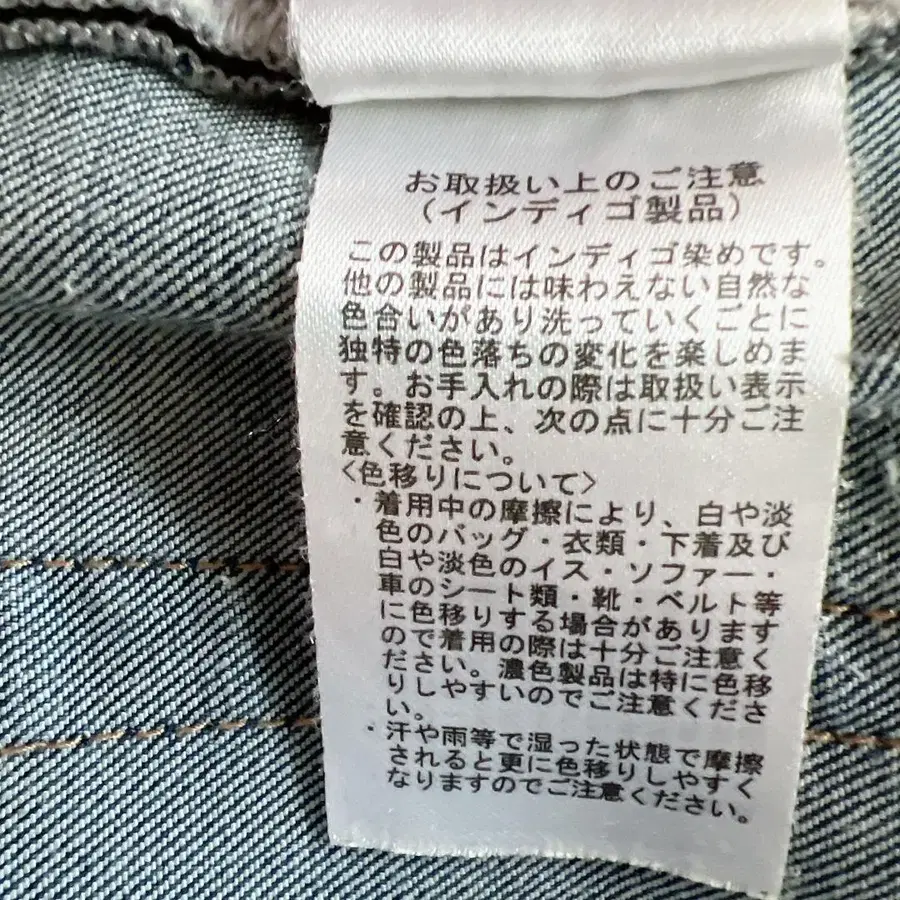 お取扱い上のご注意
（インディゴ製品）
この製品はインディゴ染めです。
他の製品には味わえない自然な
色合いがあり洗っていくごとに
独特の色落ちの変化を楽しめま
す。お手入れの際は取扱い表示
を確認の上、次の点に十分ご注
意ください。
<色移りについて>
・着用中の摩擦により、白や淡
色のバッグ・衣類・下着及び
白や淡色のイス・ソファー・
車のシート類・靴・ベルト等
に色移りする場合があります
ので着用の際は十分ご注意く
ださい。濃色製品は特に色移
りしやすいのでご注意くださ
い。
・汗や雨等で湿った状態で摩擦
されると更に色移りしやすく
なりますのでご注意ください。